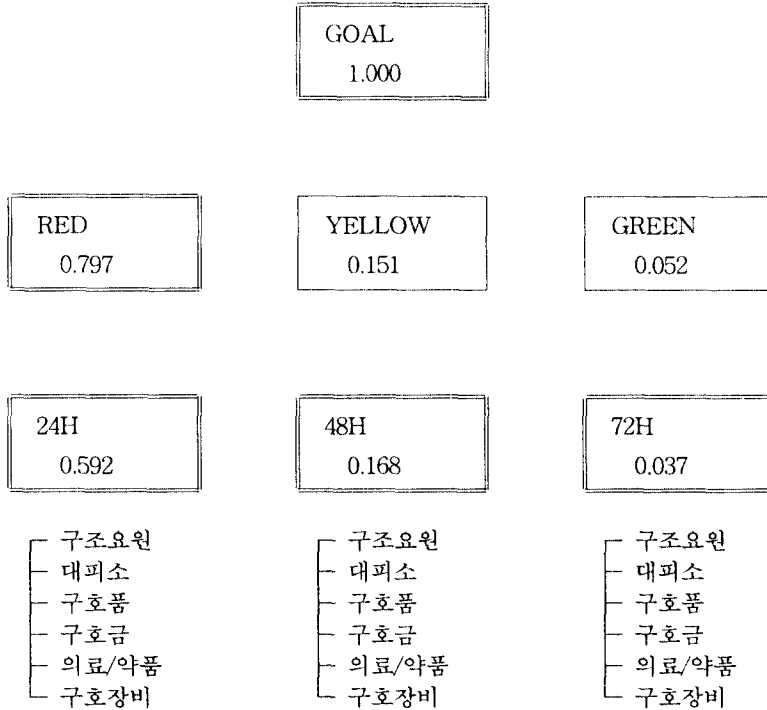 GOAL
1.000
RED
0.797
YELLOW
0.151
GREEN
0.052
24H
0.592
48H
0.168
72H
0.037
구조요원
대피소
구호품
구호금
의료/약품
구호장비
구조요원
대피소
구호품
구호금
의료/약품
구호장비
구조요원
대피소
구호품
구호금
의료/약품
구호장비